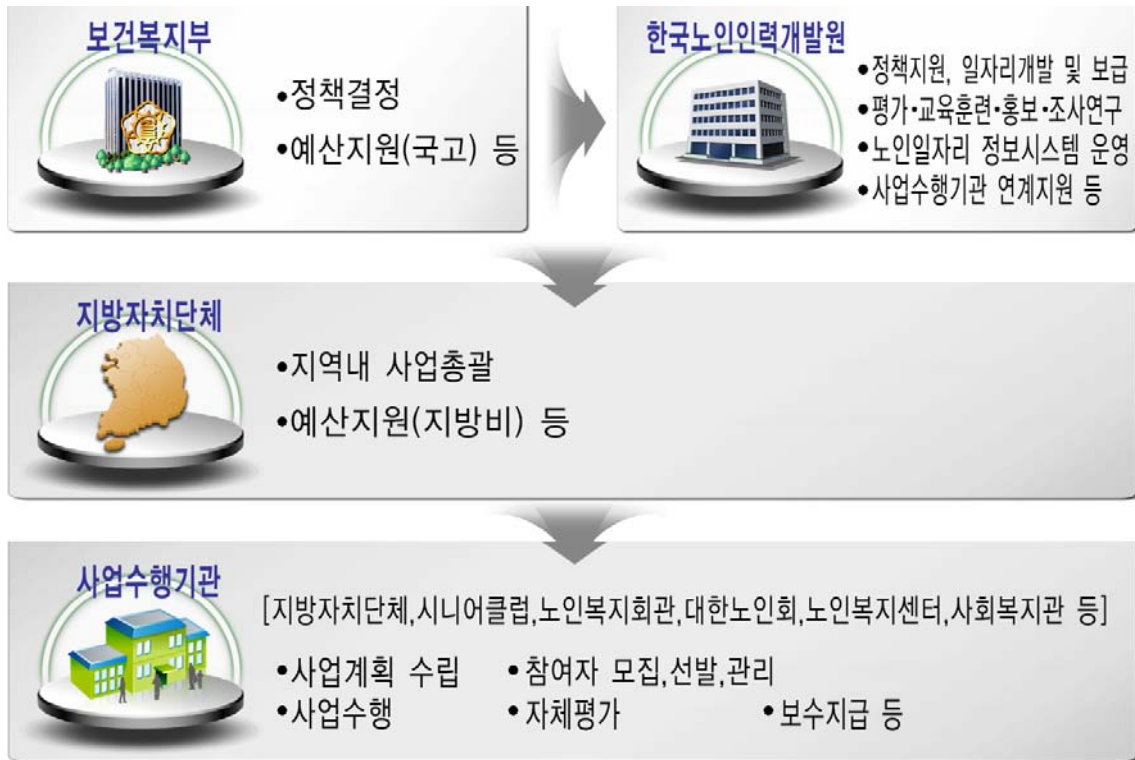 보건복지부
•정책결정
•예산지원(국고) 등
한국노인인력개발원
•정책지원, 일자리개발 및 보급
•평가•교육훈련•홍보•조사연구
•노인일자리 정보시스템 운영
•사업수행기관 연계지원 등
지방자치단체
•지역내 사업총괄
•예산지원(지방비) 등
사업수행기관
[지방자치단체,시니어클럽,노인복지회관,대한노인회,노인복지센터,사회복지관 등]
•사업계획 수립 •참여자 모집,선발,관리
•사업수행 •자체평가 •보수지급 등